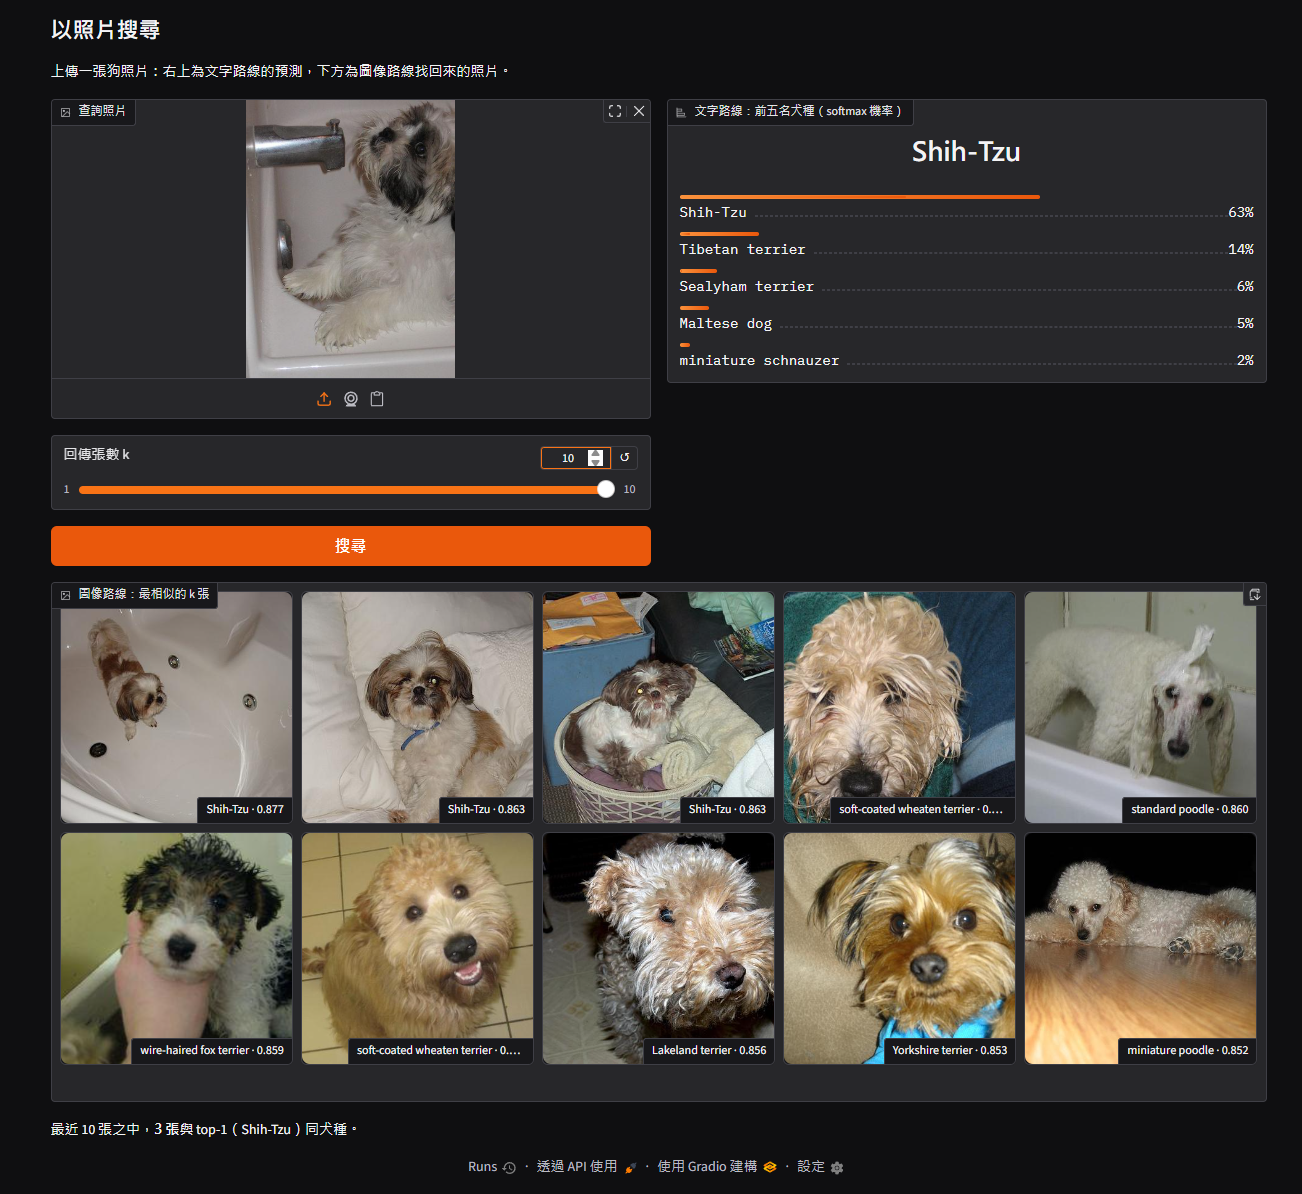 以照片搜尋
上傳一張狗照片：右上為文字路線的預測，下方為圖像路線找回來的照片。
查詢照片
文字路線：前五名犬種（softmax 機率）
Shih-Tzu
Shih-Tzu 63%
Tibetan terrier 14%
Sealyham terrier 6%
Maltese dog 5%
miniature schnauzer 2%
回傳張數 k
10
1
10
搜尋
圖像路線：最相似的 k 張
Shih-Tzu · 0.877
Shih-Tzu · 0.863
Shih-Tzu · 0.863
soft-coated wheaten terrier · 0.…
standard poodle · 0.860
wire-haired fox terrier · 0.859
soft-coated wheaten terrier · 0.…
Lakeland terrier · 0.856
Yorkshire terrier · 0.853
miniature poodle · 0.852
最近 10 張之中，3 張與 top-1（Shih-Tzu）同犬種。
Runs · 透過 API 使用 · 使用 Gradio 建構 · 設定